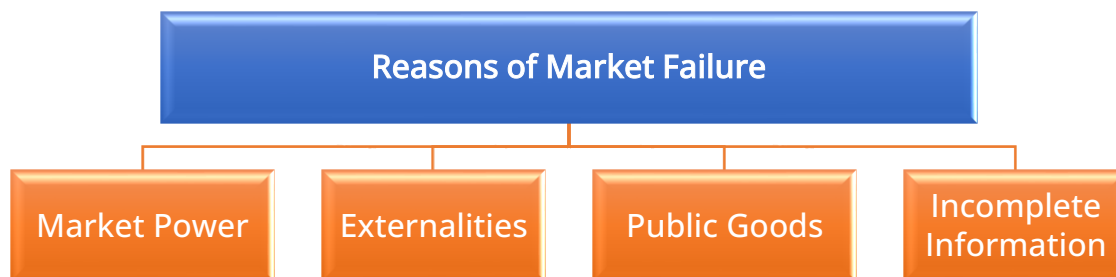 Reasons of Market Failure
Market Power
Externalities
Public Goods
Incomplete
Information